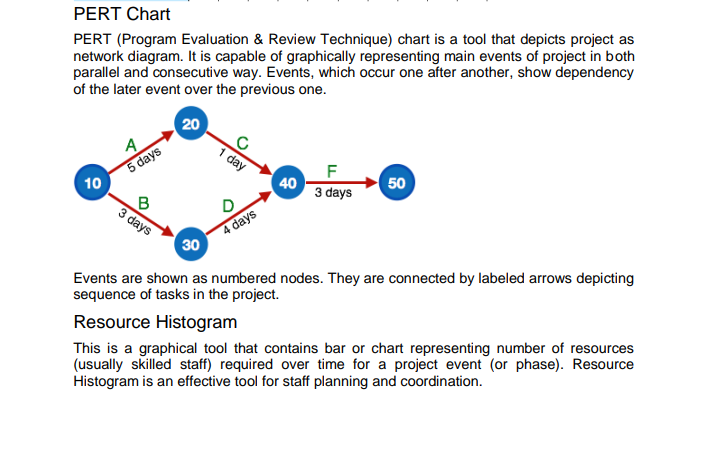 PERT Chart
PERT (Program Evaluation & Review Technique) chart is a tool that depicts project as
network diagram. It is capable of graphically representing main events of project in both
parallel and consecutive way. Events, which occur one after another, show dependency
of the later event over the previous one.
20
A
5 days
C
1 day
10
40
F
3 days
50
B
3 days
D
4 days
30
Events are shown as numbered nodes. They are connected by labeled arrows depicting
sequence of tasks in the project.
Resource Histogram
This is a graphical tool that contains bar or chart representing number of resources
(usually skilled staff) required over time for a project event (or phase). Resource
Histogram is an effective tool for staff planning and coordination.